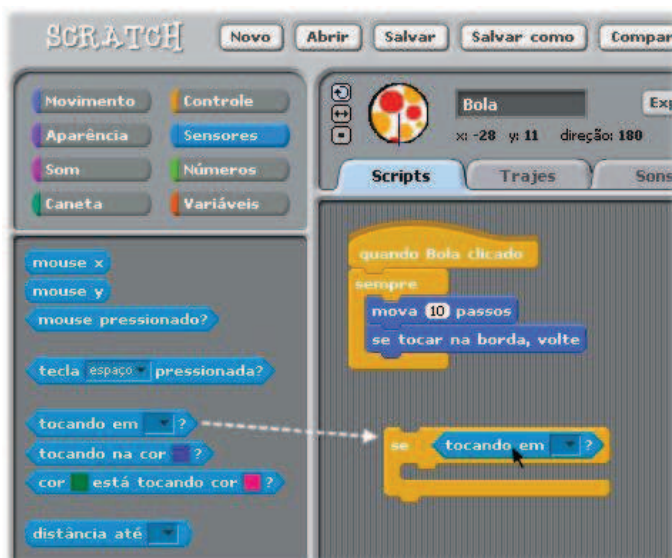 SCRATCH Novo Abrir Salvar Salvar como Compar
Movimento Controle
Aparência Sensores
Som Números
Caneta Variáveis
Bola Exp
x: -28 y: 11 direção: 180
Scripts Trajes Sons
mouse x
mouse y
mouse pressionado?
tecla espaço pressionada?
tocando em ?
tocando na cor ?
cor está tocando cor ?
distância até
quando Bola clicado
sempre
mova 10 passos
se tocar na borda, volte
se tocando em ?